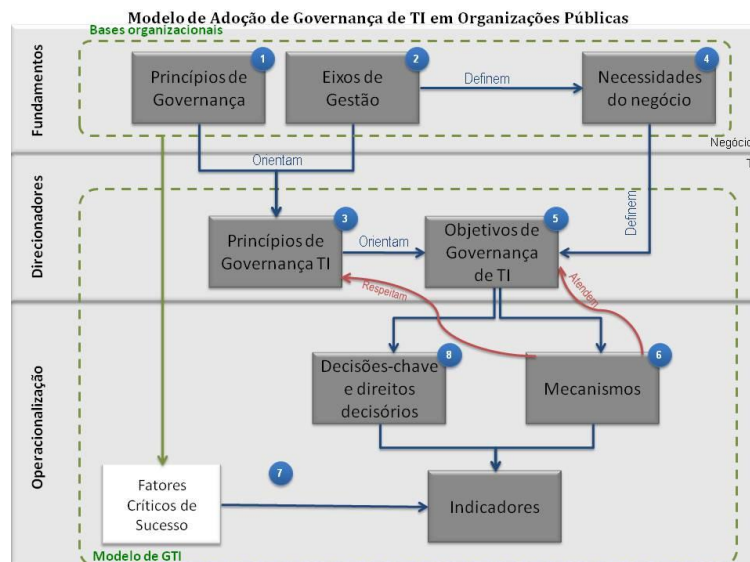 Modelo de Adoção de Governança de TI em Organizações Públicas
Bases organizacionais
Fundamentos
1
Princípios de
Governança
2
Eixos de
Gestão
Definem
4
Necessidades
do negócio
Negócio
T
Orientam
Definem
Direcionadores
3
Princípios de
Governança TI
Orientam
5
Objetivos de
Governança
de TI
Respeitam
Atendem
Operacionalização
8
Decisões-chave
e direitos
decisórios
6
Mecanismos
7
Fatores
Críticos de
Sucesso
Indicadores
Modelo de GTI